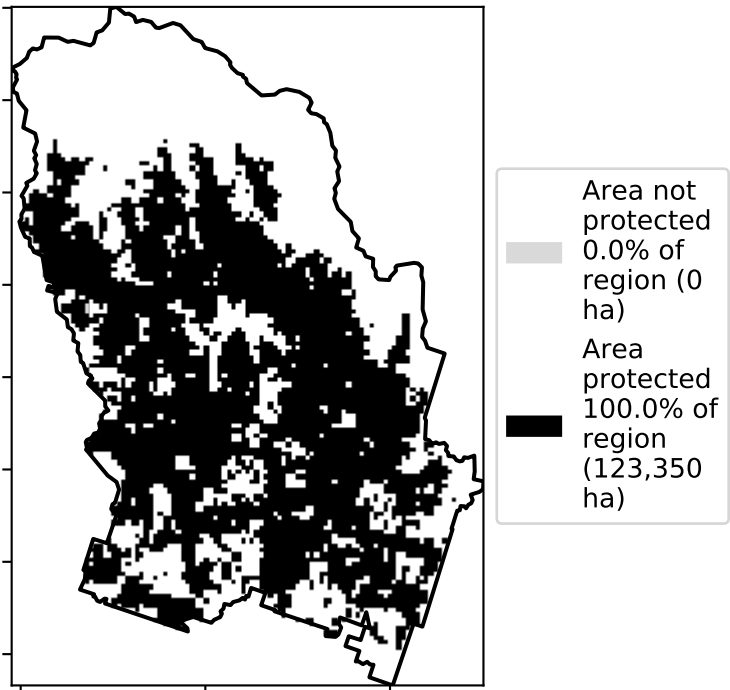 Area not
protected
0.0% of
region (0
ha)
Area
protected
100.0% of
region
(123,350
ha)